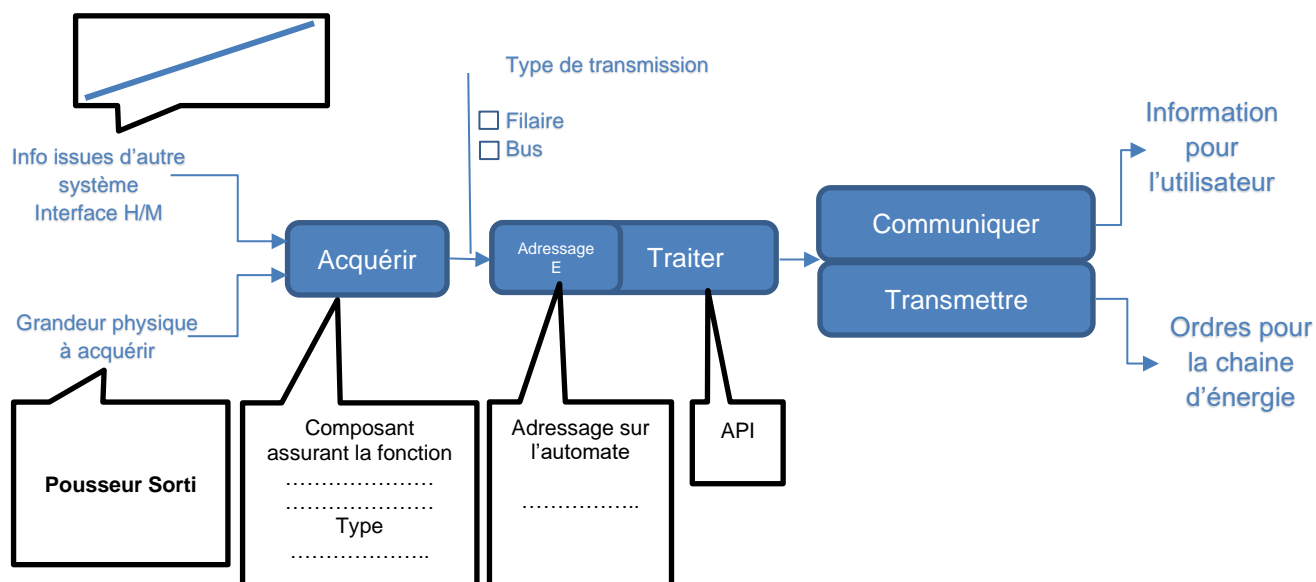 Type de transmission
Filaire
Bus
Info issues d’autre
système
Interface H/M
Grandeur physique
à acquérir
Acquérir
Adressage
E
Traiter
Communiquer
Transmettre
Information
pour
l’utilisateur
Ordres pour
la chaine
d’énergie
Pousseur Sorti
Composant
assurant la fonction
…………………
…………………
Type
………………..
Adressage sur
l’automate
……………..
API